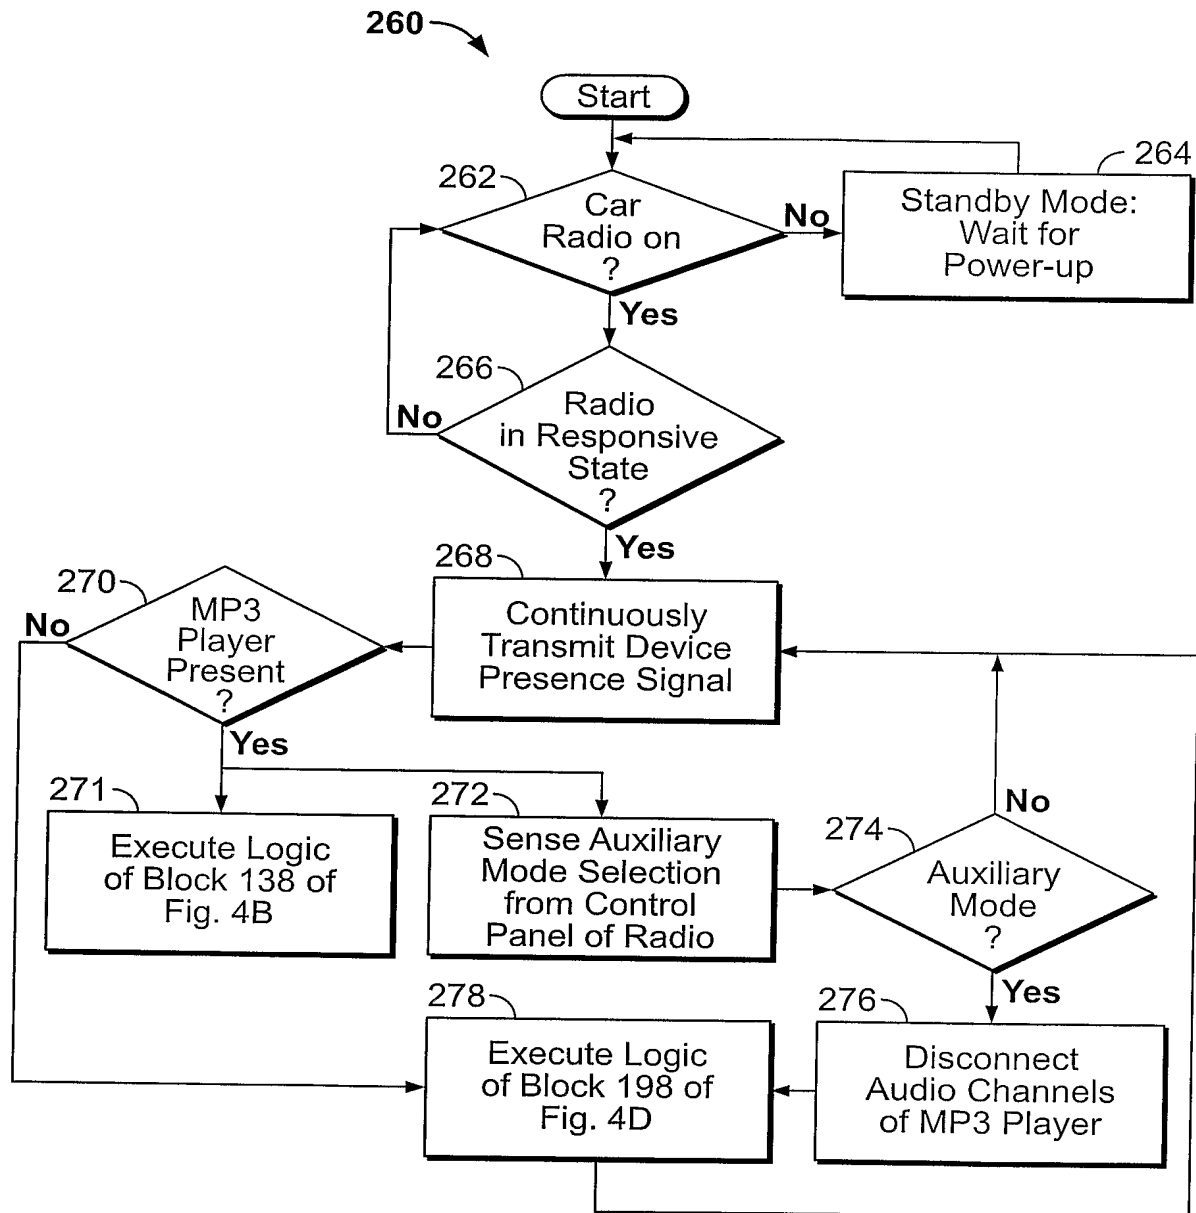 260
Start
262
Car
Radio on
?
No
264
Standby Mode:
Wait for
Power-up
Yes
266
Radio
in Responsive
State
?
No
Yes
268
Continuously
Transmit Device
Presence Signal
270
MP3
Player
Present
?
No
Yes
271
Execute Logic
of Block 138 of
Fig. 4B
272
Sense Auxiliary
Mode Selection
from Control
Panel of Radio
274
Auxiliary
Mode
?
No
Yes
276
Disconnect
Audio Channels
of MP3 Player
278
Execute Logic
of Block 198 of
Fig. 4D